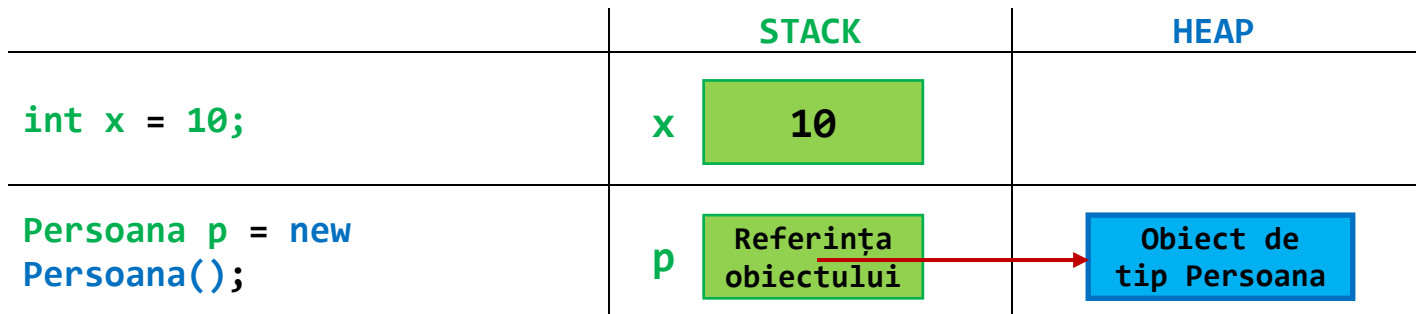 STACK HEAP
int x = 10; x 10
Persoana p = new
Persoana();
p
Referința
obiectului
Obiect de
tip Persoana